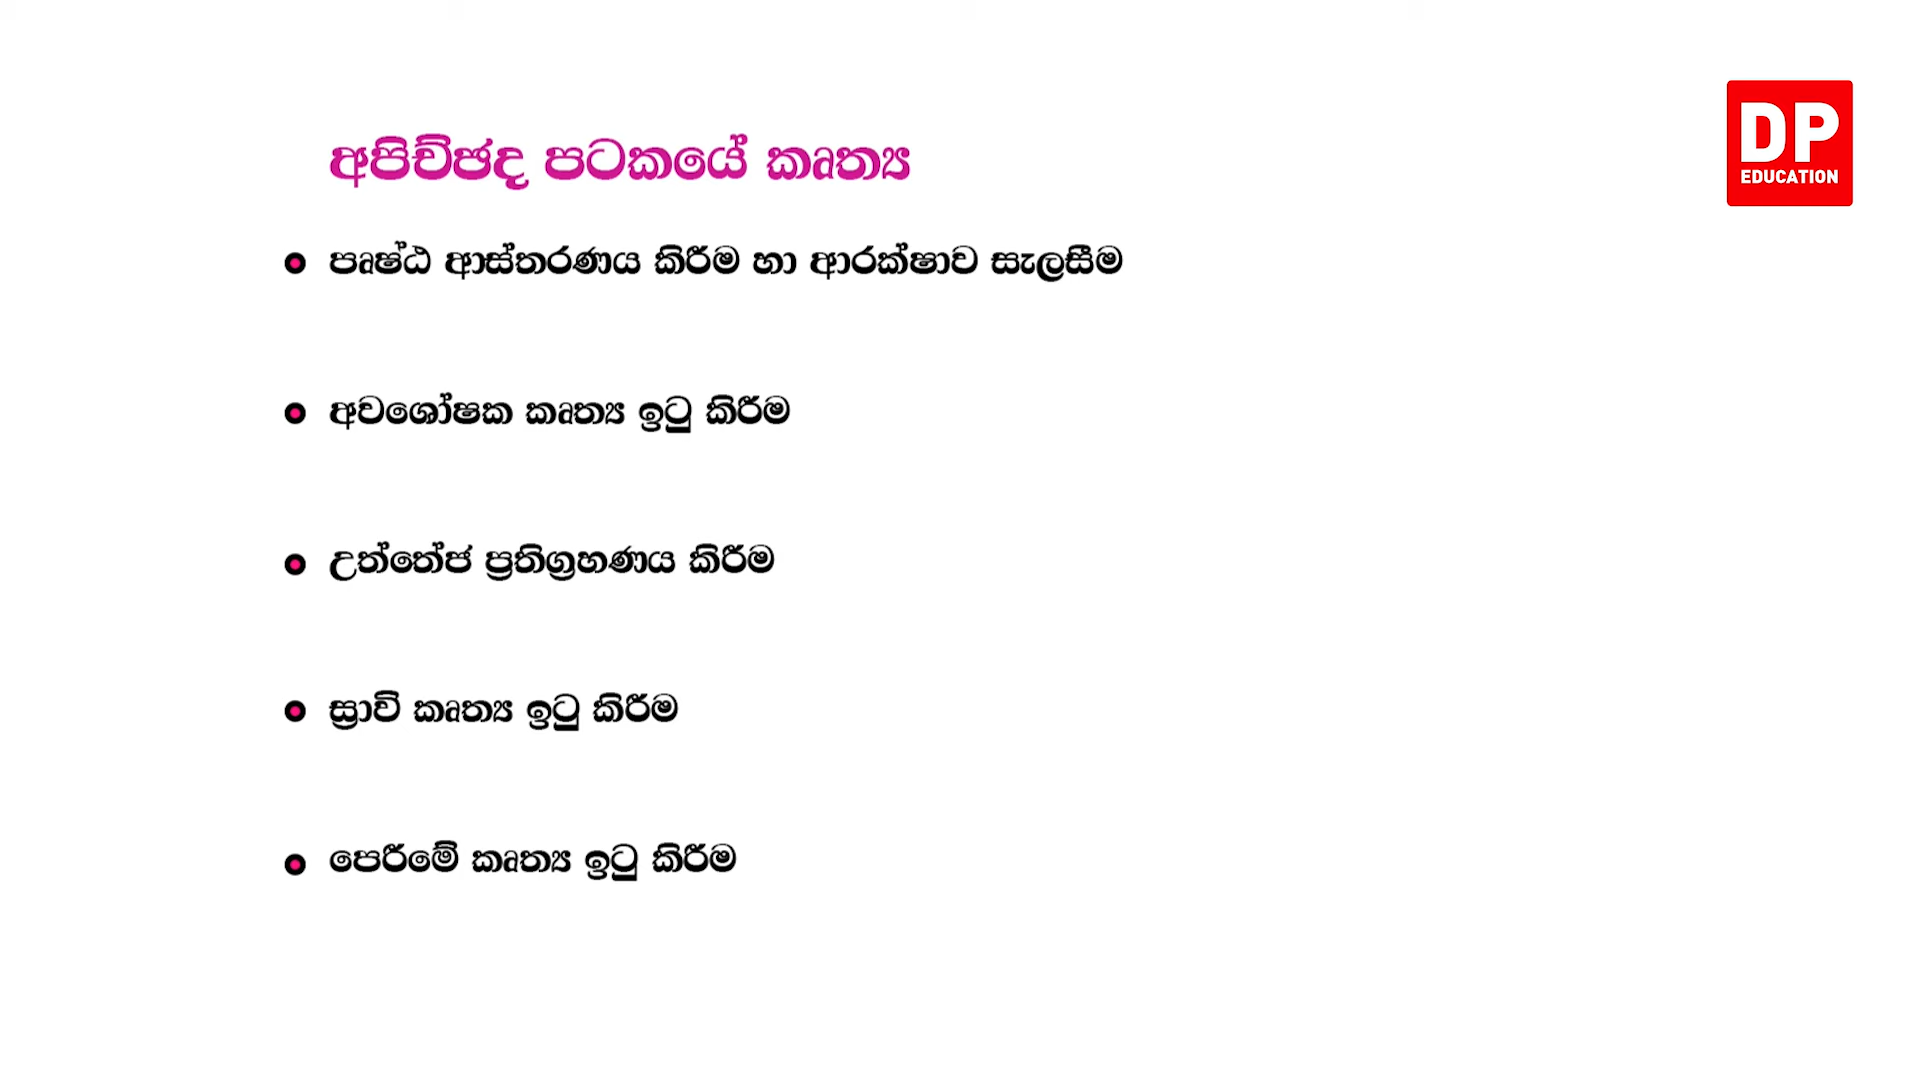 DP
EDUCATION
අපිච්ඡද පටකයේ කෘත්‍ය
පෘෂ්ඨ ආස්තරණය කිරීම හා ආරක්ෂාව සැලසීම
අවශෝෂක කෘත්‍ය ඉටු කිරීම
උත්තේජ ප්‍රතිග්‍රහණය කිරීම
ස්‍රාවි කෘත්‍ය ඉටු කිරීම
පෙරීමේ කෘත්‍ය ඉටු කිරීම